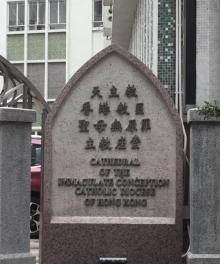 天主教
香港教區
聖母無原罪
主教座堂
CATHEDRAL
OF THE
IMMACULATE CONCEPTION
CATHOLIC DIOCESE
OF HONG KONG